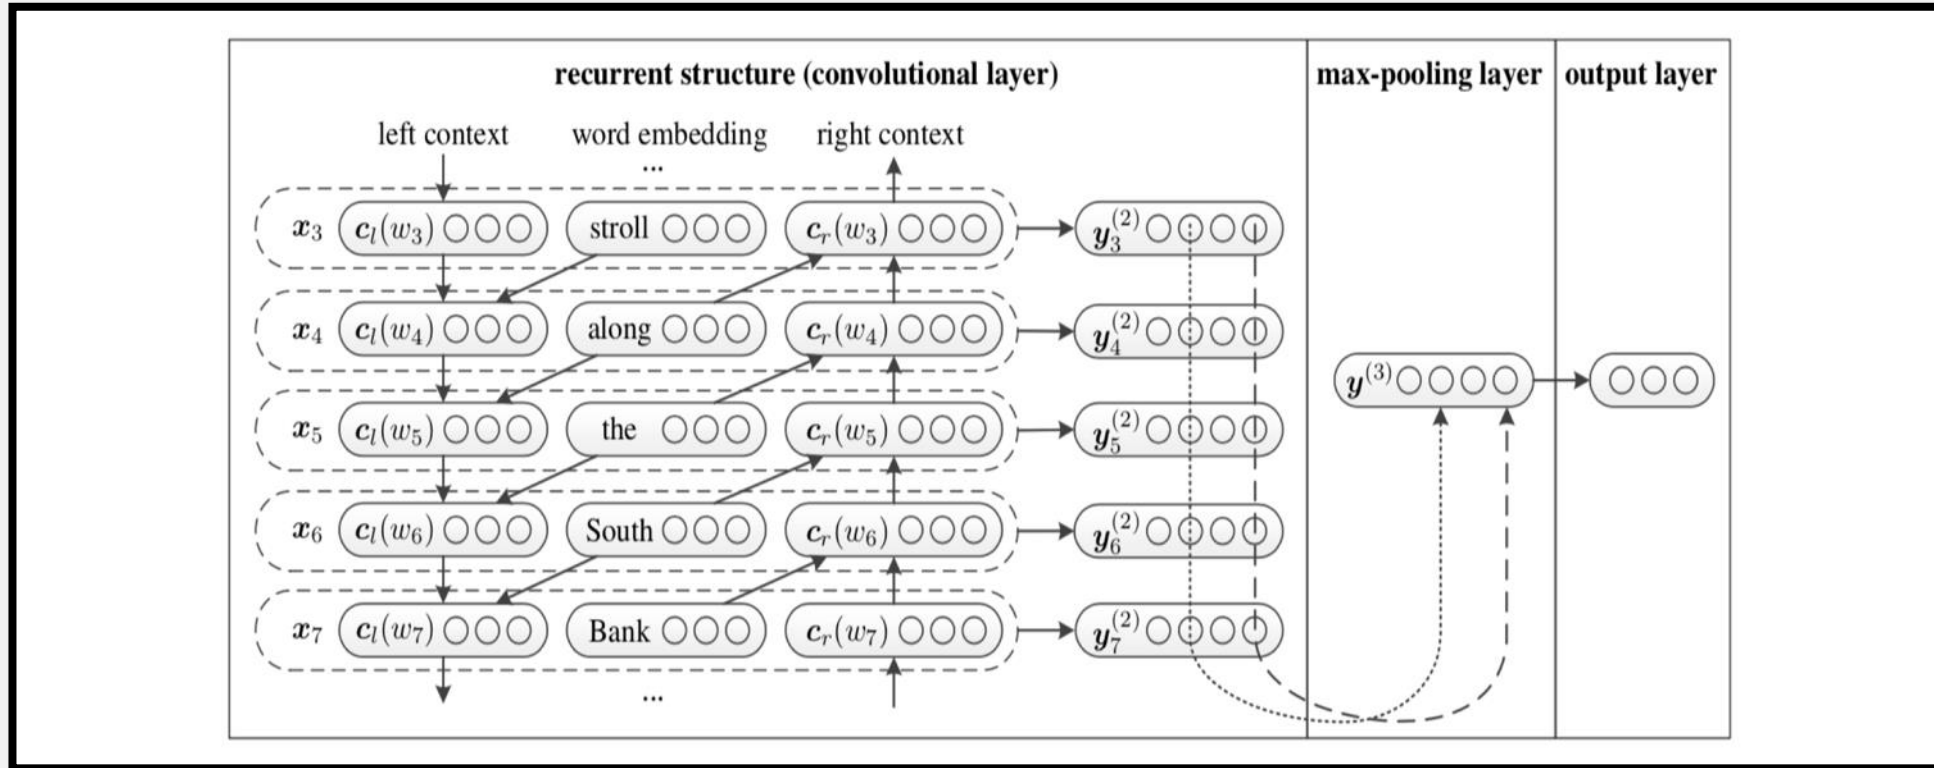 recurrent structure (convolutional layer) max-pooling layer output layer
left context word embedding right context
...
x₃ cₗ(w₃) stroll cᵣ(w₃) y₃⁽²⁾
x₄ cₗ(w₄) along cᵣ(w₄) y₄⁽²⁾
y⁽³⁾
x₅ cₗ(w₅) the cᵣ(w₅) y₅⁽²⁾
x₆ cₗ(w₆) South cᵣ(w₆) y₆⁽²⁾
x₇ cₗ(w₇) Bank cᵣ(w₇) y₇⁽²⁾
...